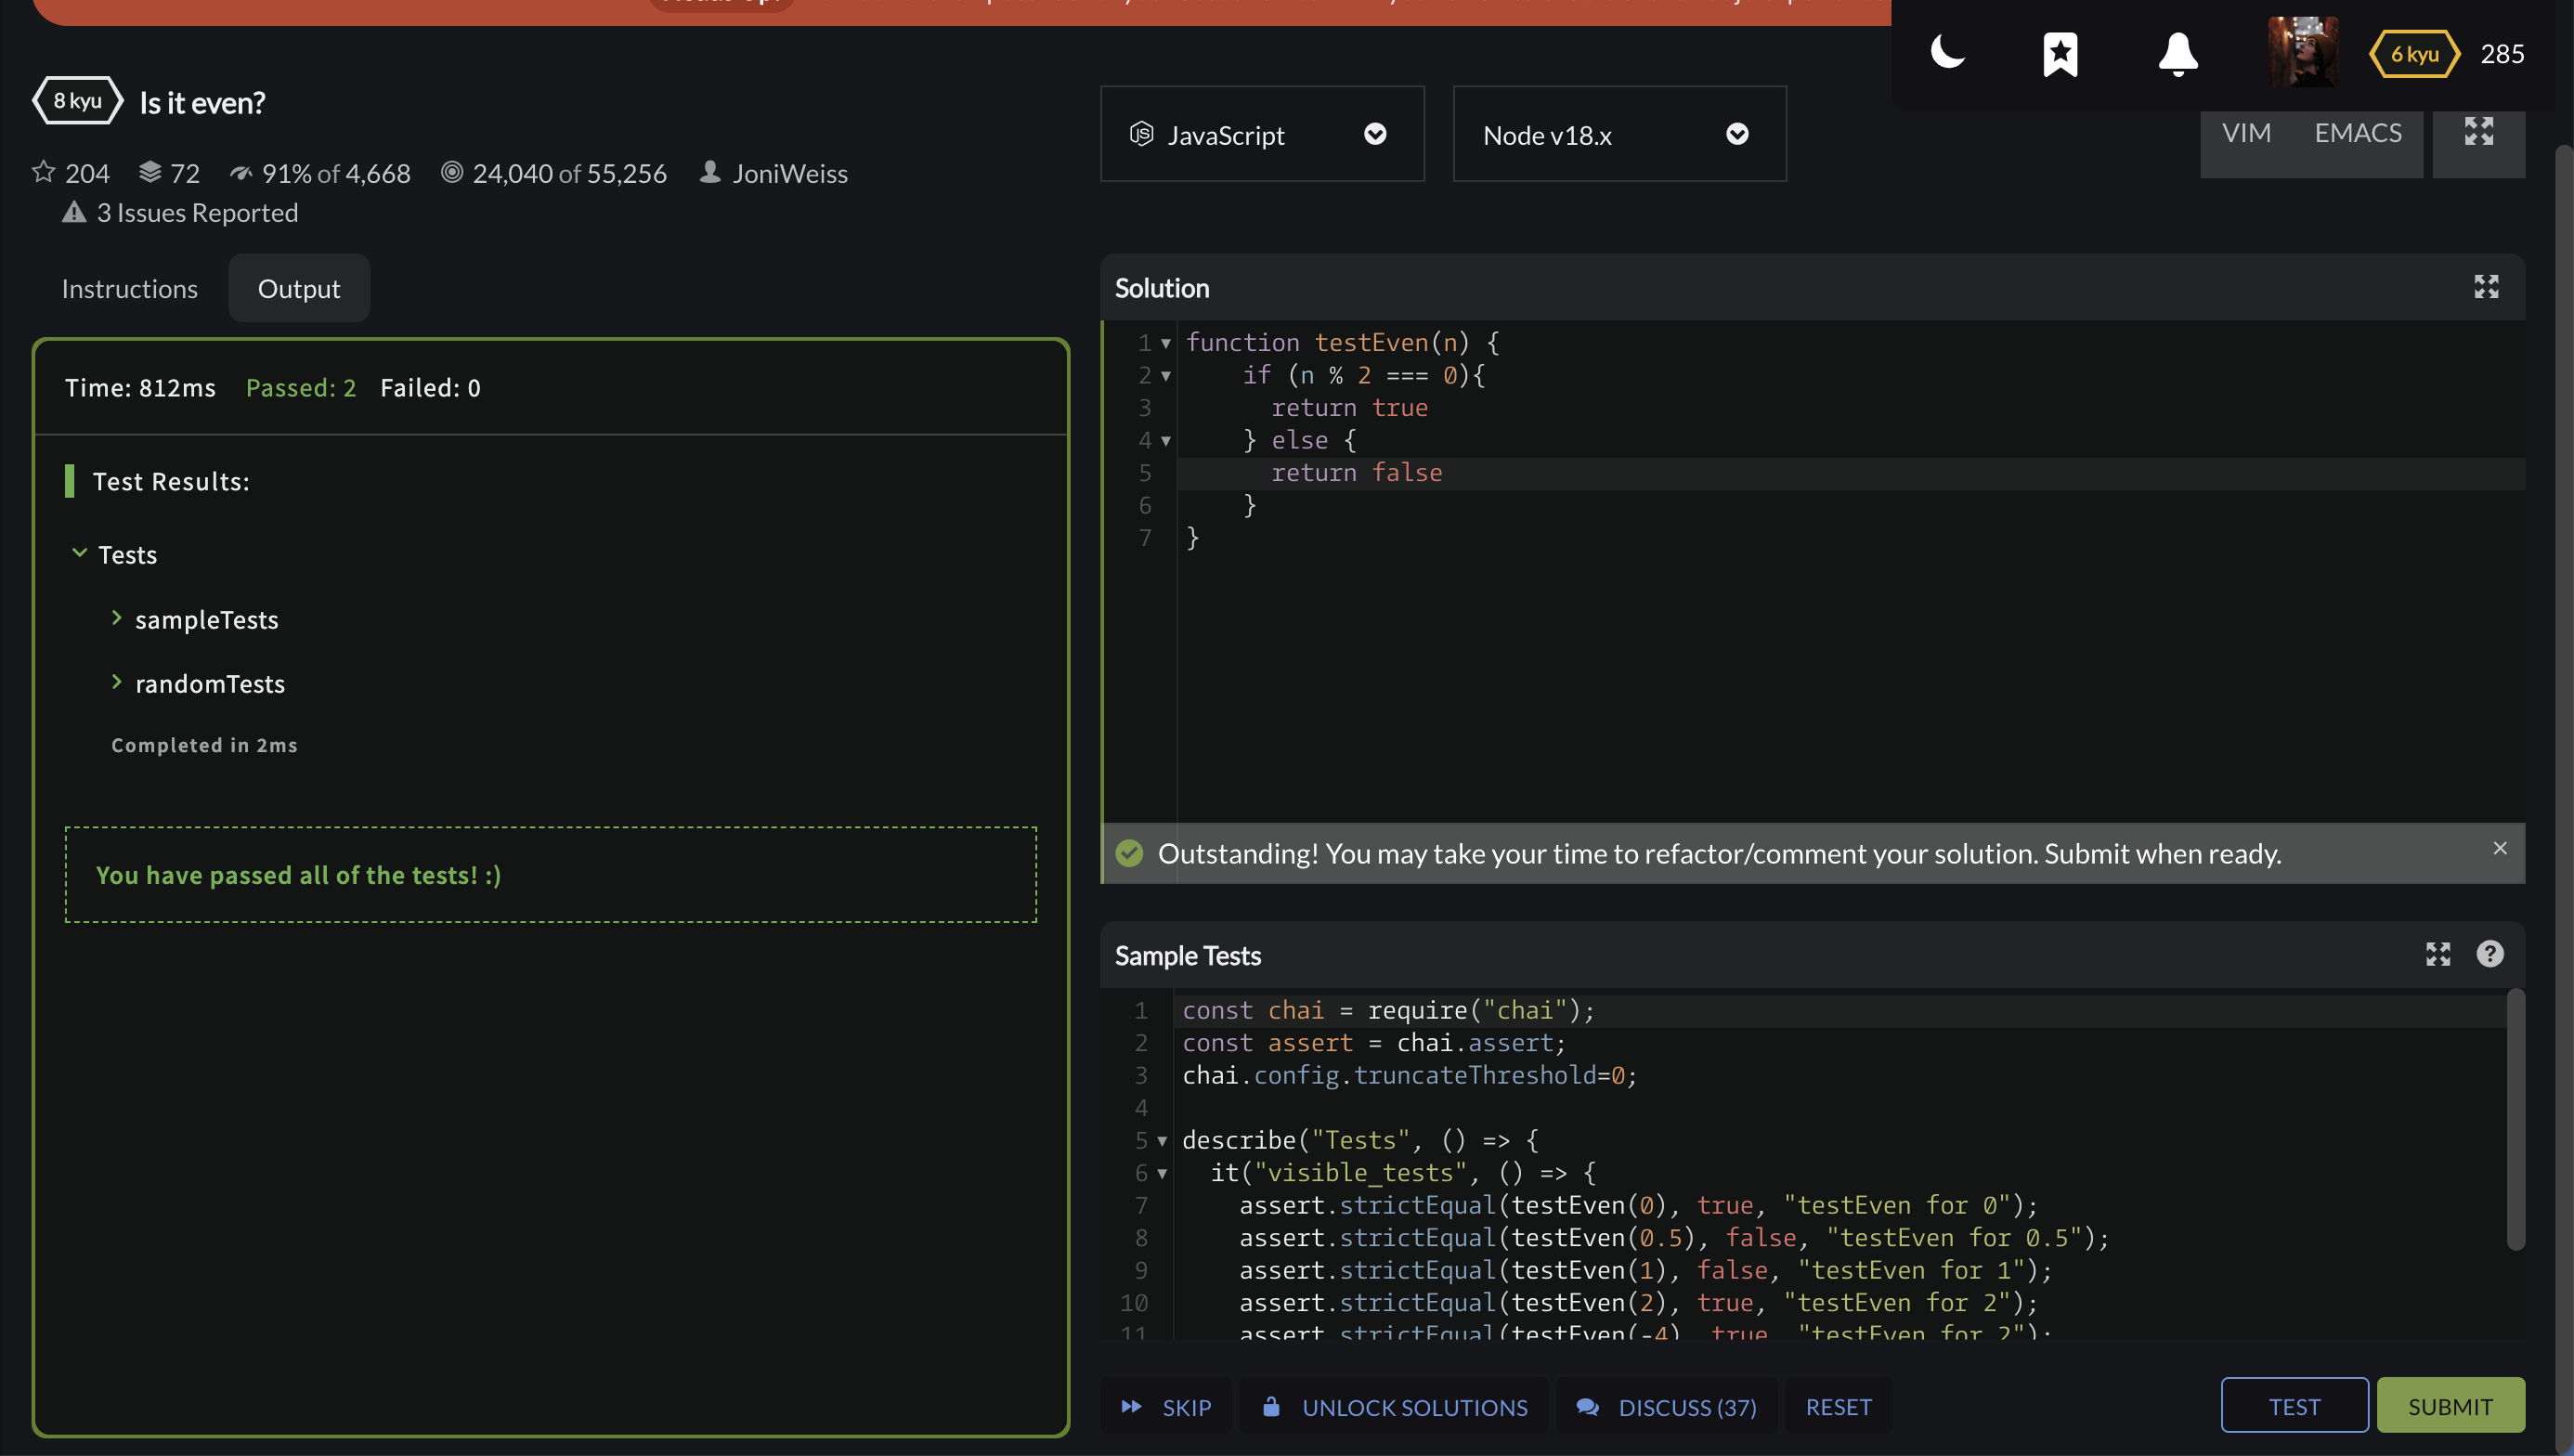 8 kyu Is it even?
204 72 91% of 4,668 24,040 of 55,256 JoniWeiss
3 Issues Reported
Instructions Output
Time: 812ms Passed: 2 Failed: 0
Test Results:
Tests
sampleTests
randomTests
Completed in 2ms
You have passed all of the tests! :)
6 kyu 285
JavaScript Node v18.x VIM EMACS
Solution
1 function testEven(n) {
2 if (n % 2 === 0){
3 return true
4 } else {
5 return false
6 }
7 }
Outstanding! You may take your time to refactor/comment your solution. Submit when ready.
Sample Tests
1 const chai = require("chai");
2 const assert = chai.assert;
3 chai.config.truncateThreshold=0;
4
5 describe("Tests", () => {
6 it("visible_tests", () => {
7 assert.strictEqual(testEven(0), true, "testEven for 0");
8 assert.strictEqual(testEven(0.5), false, "testEven for 0.5");
9 assert.strictEqual(testEven(1), false, "testEven for 1");
10 assert.strictEqual(testEven(2), true, "testEven for 2");
11 assert.strictEqual(testEven(-4), true, "testEven for 2");
SKIP UNLOCK SOLUTIONS DISCUSS (37) RESET TEST SUBMIT